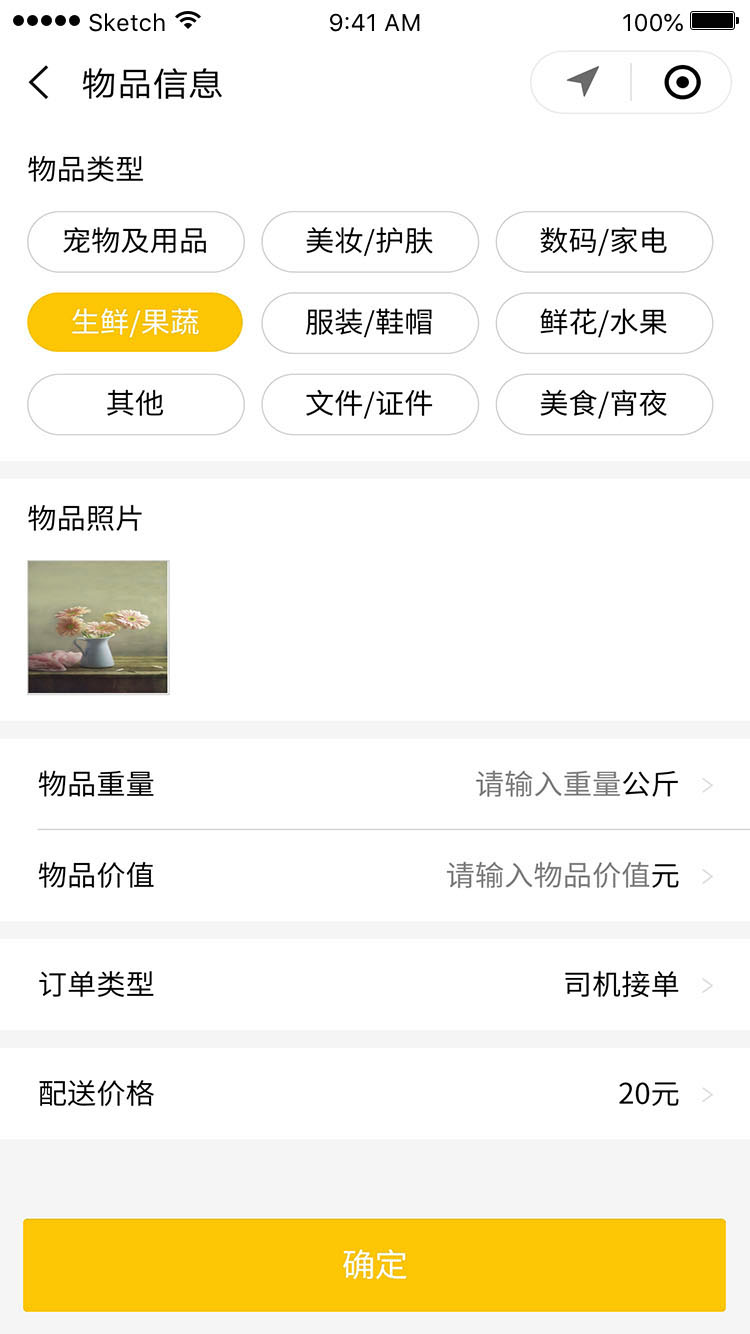 Sketch 9:41 AM 100%
物品信息
物品类型
宠物及用品 美妆/护肤 数码/家电
生鲜/果蔬 服装/鞋帽 鲜花/水果
其他 文件/证件 美食/宵夜
物品照片
物品重量 请输入重量公斤
物品价值 请输入物品价值元
订单类型 司机接单
配送价格 20元
确定